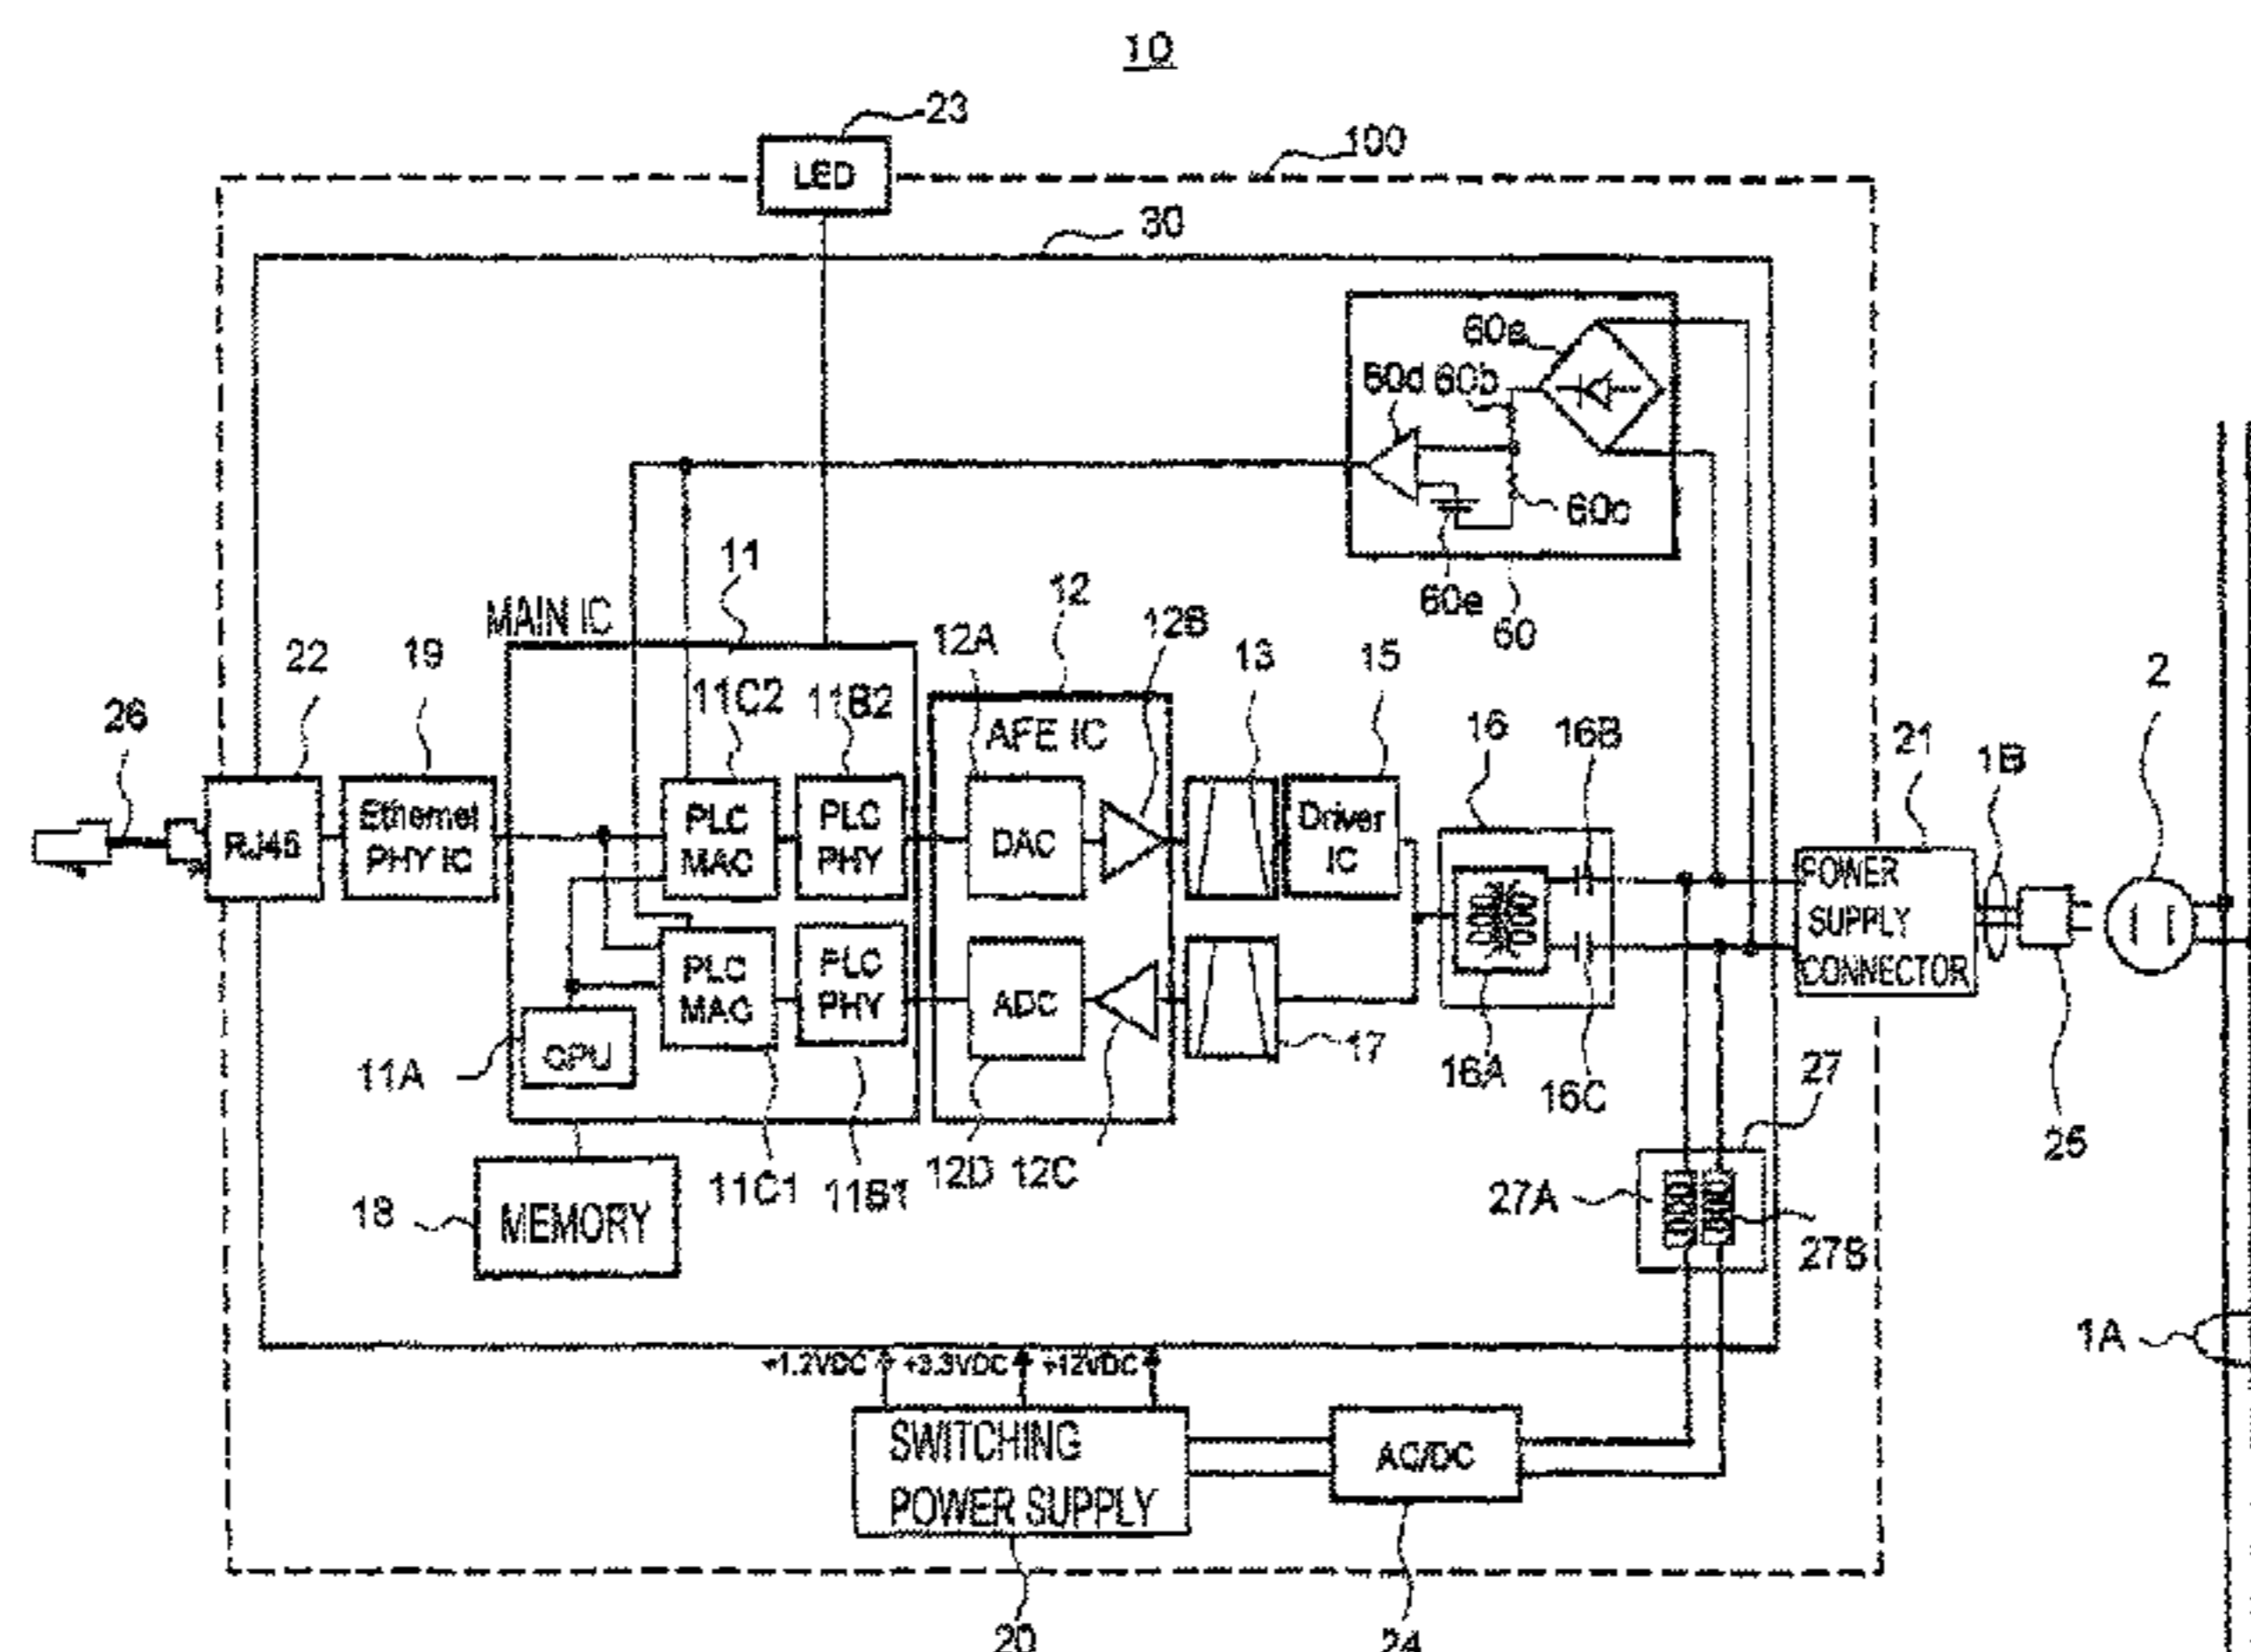 10
23
LED
100
30
60a
60d 60b
60c
60e
60
11
MAIN IC
12
12A
12B
13
15
22
19
11C2
11B2
AFE IC
16
16B
21
1B
2
26
RJ45
Ethernet
PHY IC
PLC
MAC
PLC
PHY
DAC
Driver
IC
POWER
SUPPLY
CONNECTOR
PLC
MAC
PLC
PHY
ADC
17
16A
16C
25
11A
CPU
27
18
MEMORY
11C1
11B1
12D
12C
27A
27B
1A
+1.2VDC
+3.3VDC
+12VDC
SWITCHING
POWER SUPPLY
AC/DC
20
24